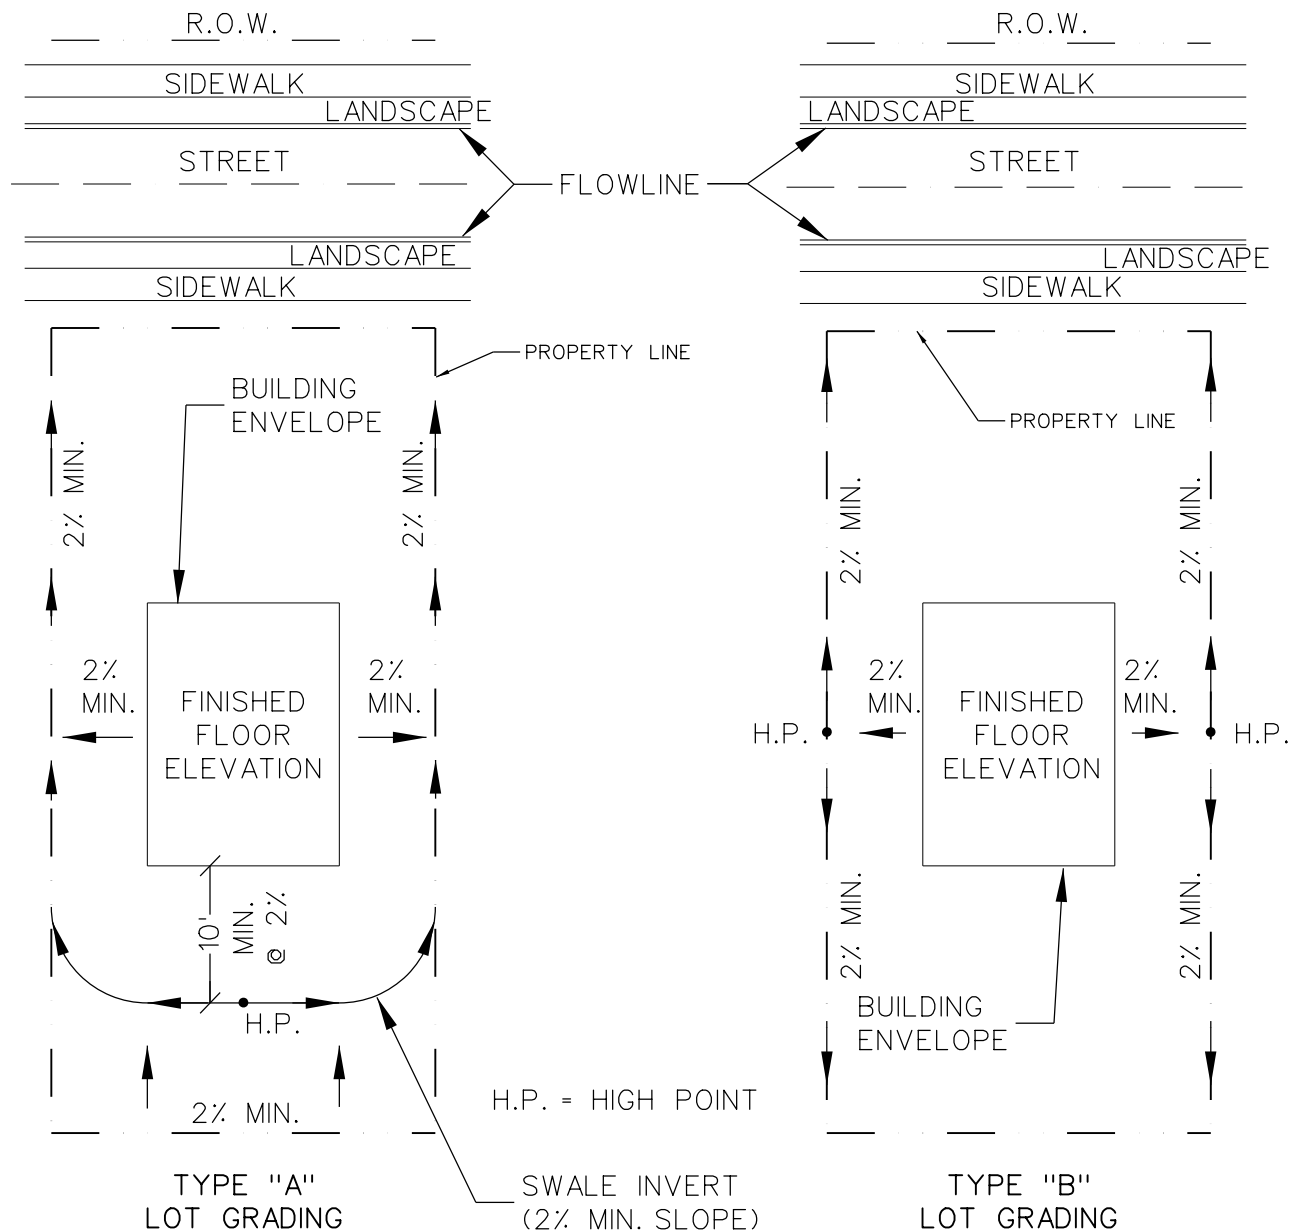 R.O.W.
R.O.W.
SIDEWALK
SIDEWALK
LANDSCAPE
LANDSCAPE
STREET
STREET
FLOWLINE
LANDSCAPE
LANDSCAPE
SIDEWALK
SIDEWALK
PROPERTY LINE
BUILDING
ENVELOPE
PROPERTY LINE
2% MIN.
2% MIN.
2% MIN.
2% MIN.
2%
MIN.
2%
MIN.
2%
MIN.
2%
MIN.
FINISHED
FLOOR
ELEVATION
FINISHED
FLOOR
ELEVATION
H.P.
H.P.
10'
MIN.
@ 2%
2% MIN.
2% MIN.
H.P.
BUILDING
ENVELOPE
2% MIN.
H.P. = HIGH POINT
TYPE "A"
LOT GRADING
SWALE INVERT
(2% MIN. SLOPE)
TYPE "B"
LOT GRADING